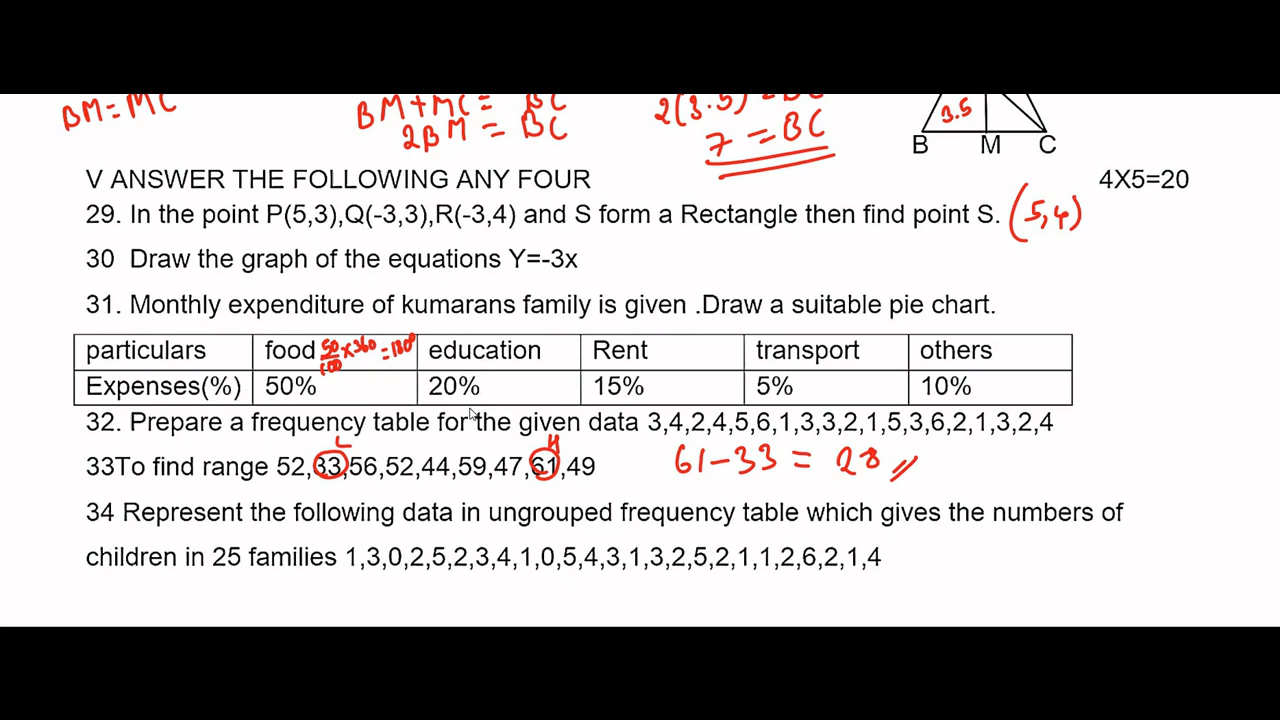 BM = MC
BM + MC = BC
2BM = BC
2(3.5) = BC
7 = BC
3.5
B M C
V ANSWER THE FOLLOWING ANY FOUR 4X5=20
29. In the point P(5,3),Q(-3,3),R(-3,4) and S form a Rectangle then find point S. (5,4)
30 Draw the graph of the equations Y=-3x
31. Monthly expenditure of kumarans family is given .Draw a suitable pie chart.
particulars food 50/100 x 360 = 180° education Rent transport others
Expenses(%) 50% 20% 15% 5% 10%
32. Prepare a frequency table for the given data 3,4,2,4,5,6,1,3,3,2,1,5,3,6,2,1,3,2,4
L H
33To find range 52,33,56,52,44,59,47,61,49 61-33 = 28 //
34 Represent the following data in ungrouped frequency table which gives the numbers of
children in 25 families 1,3,0,2,5,2,3,4,1,0,5,4,3,1,3,2,5,2,1,1,2,6,2,1,4